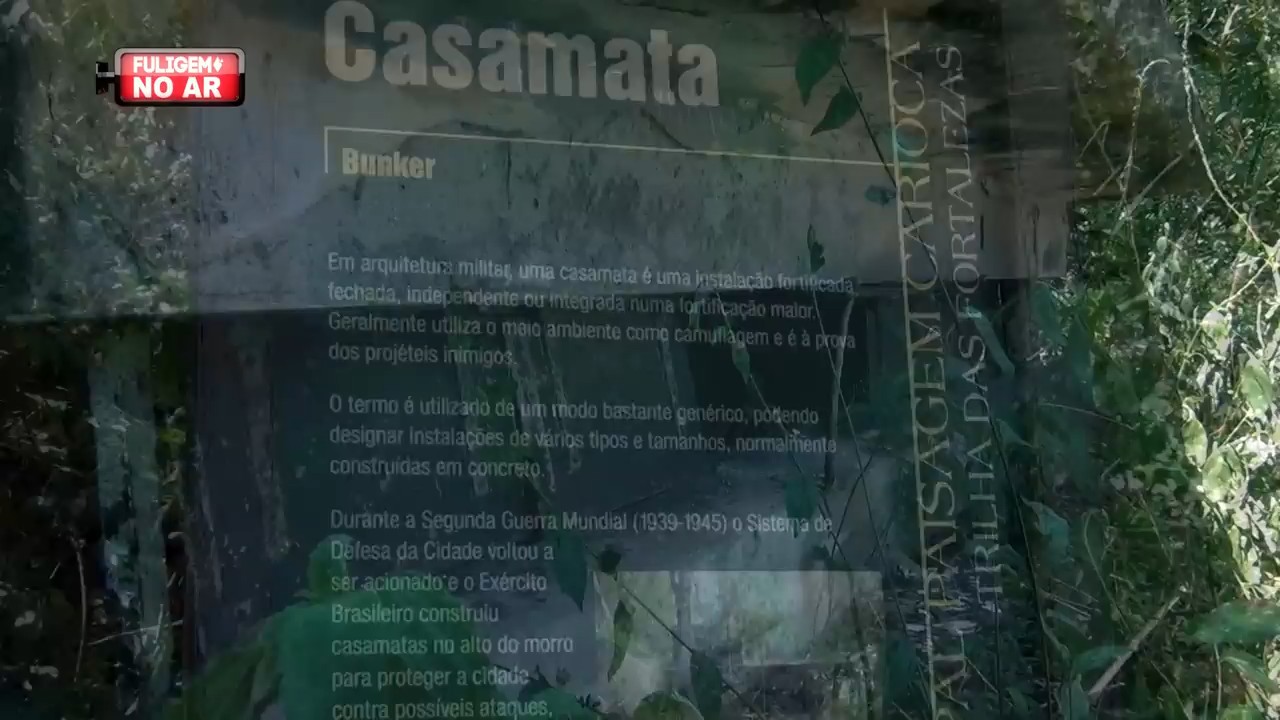 FULIGEM
NO AR
Casamata
Bunker
Em arquitetura militar, uma casamata é uma instalação fortificada,
fechada, independente ou integrada numa fortificação maior.
Geralmente utiliza o meio ambiente como camuflagem e é à prova
dos projéteis inimigos.
O termo é utilizado de um modo bastante genérico, podendo
designar instalações de vários tipos e tamanhos, normalmente
construídas em concreto.
Durante a Segunda Guerra Mundial (1939-1945) o Sistema de
Defesa da Cidade voltou a
ser acionado e o Exército
Brasileiro construiu
casamatas no alto do morro
para proteger a cidade
contra possíveis ataques,
PAISAGEM CARIOCA
TRILHA DAS FORTALEZAS